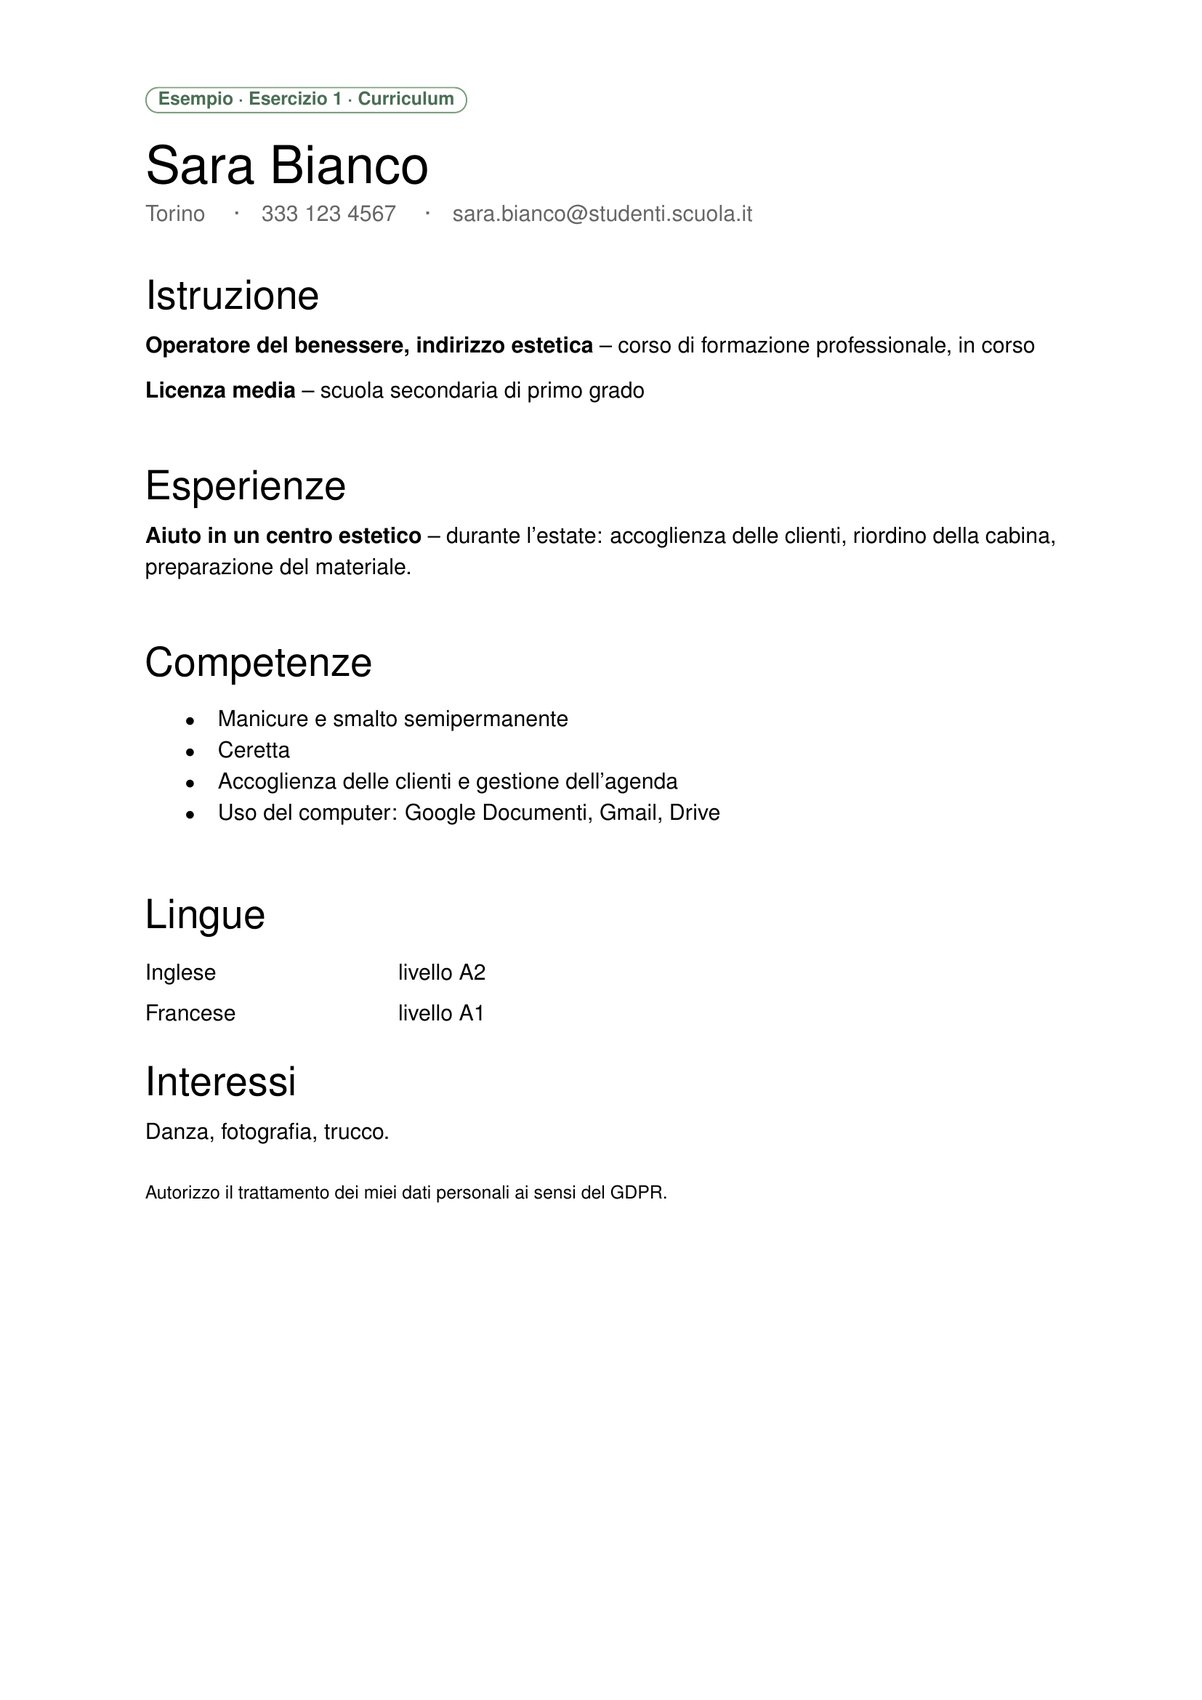 Esempio · Esercizio 1 · Curriculum
Sara Bianco
Torino · 333 123 4567 · sara.bianco@studenti.scuola.it
Istruzione
Operatore del benessere, indirizzo estetica – corso di formazione professionale, in corso
Licenza media – scuola secondaria di primo grado
Esperienze
Aiuto in un centro estetico – durante l’estate: accoglienza delle clienti, riordino della cabina,
preparazione del materiale.
Competenze
● Manicure e smalto semipermanente
● Ceretta
● Accoglienza delle clienti e gestione dell’agenda
● Uso del computer: Google Documenti, Gmail, Drive
Lingue
Inglese livello A2
Francese livello A1
Interessi
Danza, fotografia, trucco.
Autorizzo il trattamento dei miei dati personali ai sensi del GDPR.